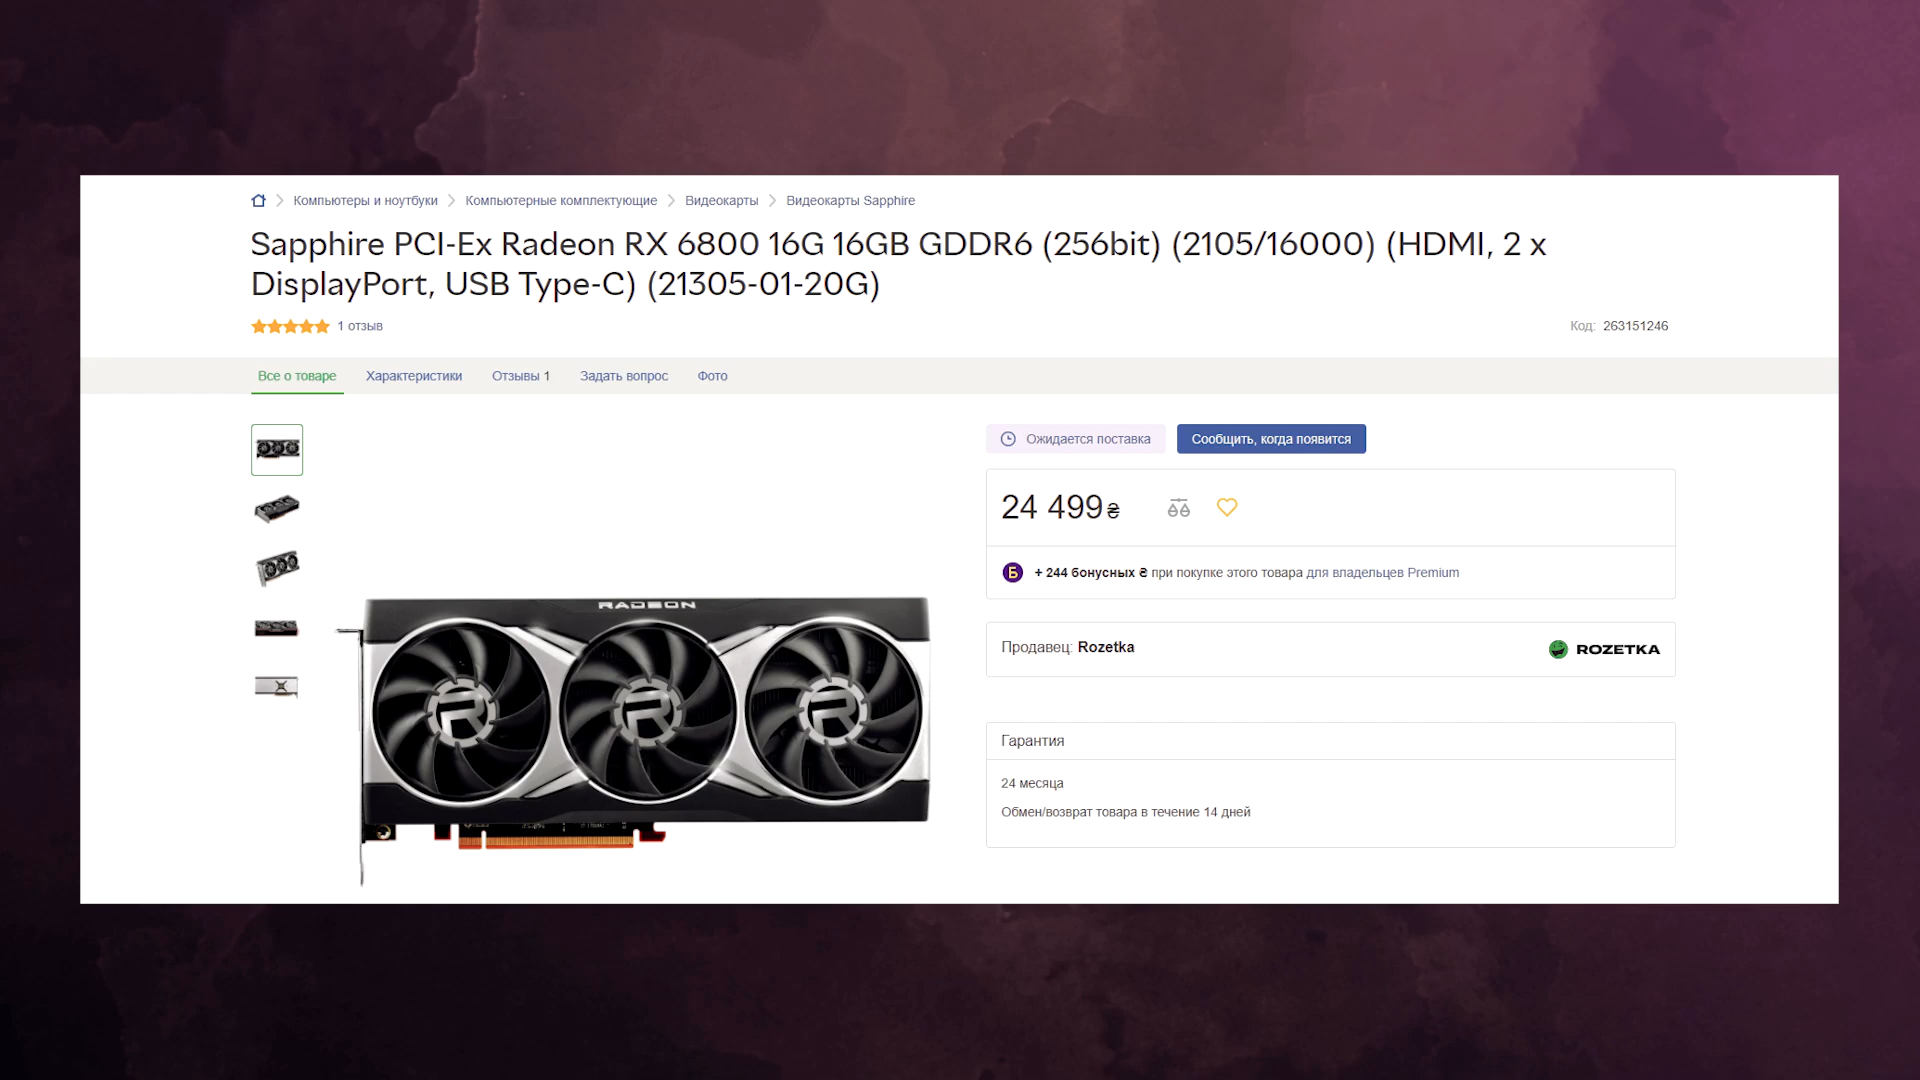 Компьютеры и ноутбуки > Компьютерные комплектующие > Видеокарты > Видеокарты Sapphire
Sapphire PCI-Ex Radeon RX 6800 16G 16GB GDDR6 (256bit) (2105/16000) (HDMI, 2 x
DisplayPort, USB Type-C) (21305-01-20G)
1 отзыв
Код: 263151246
Все о товаре Характеристики Отзывы 1 Задать вопрос Фото
Ожидается поставка
Сообщить, когда появится
24 499₴
Б + 244 бонусных ₴ при покупке этого товара для владельцев Premium
Продавец: Rozetka
ROZETKA
Гарантия
24 месяца
Обмен/возврат товара в течение 14 дней
RADEON
R R R